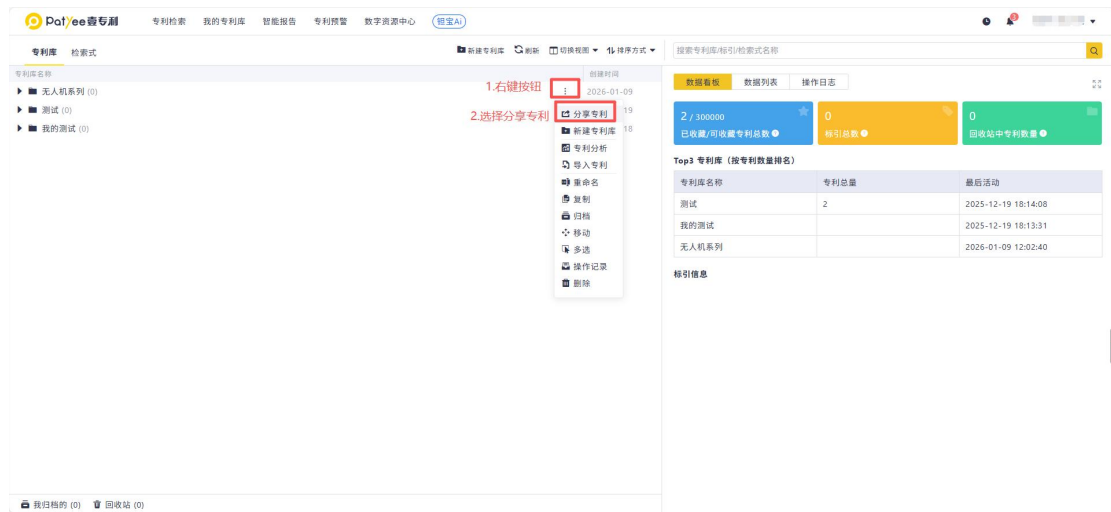 Patyee壹专利 专利检索 我的专利库 智能报告 专利预警 数字资源中心 钽宝Ai
专利库 检索式 新建专利库 刷新 切换视图 排序方式 搜索专利库/标引/检索式名称
专利库名称 创建时间
无人机系列 (0) 1.右键按钮 2026-01-09
测试 (0) 2.选择分享专利 19
我的测试 (0) 18
分享专利
新建专利库
专利分析
导入专利
重命名
复制
归档
移动
多选
操作记录
删除
数据看板 数据列表 操作日志
2 / 300000
已收藏/可收藏专利总数
0
标引总数
0
回收站中专利数量
Top3 专利库（按专利数量排名）
专利库名称 专利总量 最后活动
测试 2 2025-12-19 18:14:08
我的测试 2025-12-19 18:13:31
无人机系列 2026-01-09 12:02:40
标引信息
我归档的 (0) 回收站 (0)